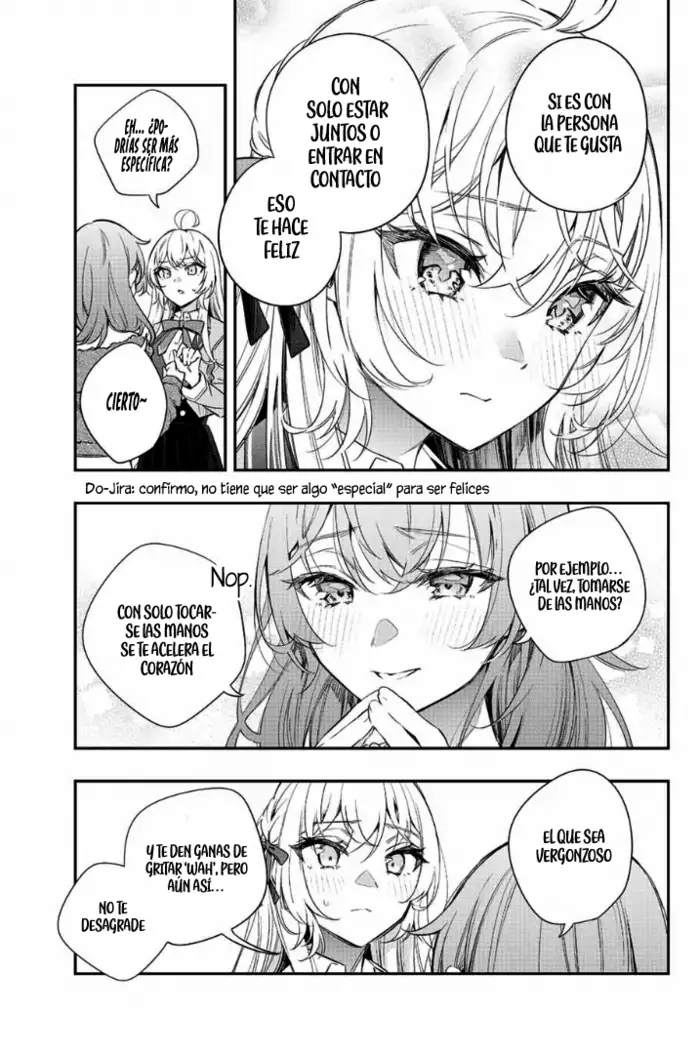 SI ES CON
LA PERSONA
QUE TE GUSTA
CON
SOLO ESTAR
JUNTOS O
ENTRAR EN
CONTACTO
ESO
TE HACE
FELIZ
EH... ¿PO-
DRÍAS SER MÁS
ESPECÍFICA?
CIERTO~
Do-Jira: confirmo, no tiene que ser algo "especial" para ser felices
POR EJEMPLO...
¿TAL VEZ, TOMARSE
DE LAS MANOS?
Nop.
CON SOLO TOCAR-
SE LAS MANOS
SE TE ACELERA EL
CORAZÓN
EL QUE SEA
VERGONZOSO
Y TE DEN GANAS DE
GRITAR 'WAH', PERO
AÚN ASÍ...
NO TE
DESAGRADE